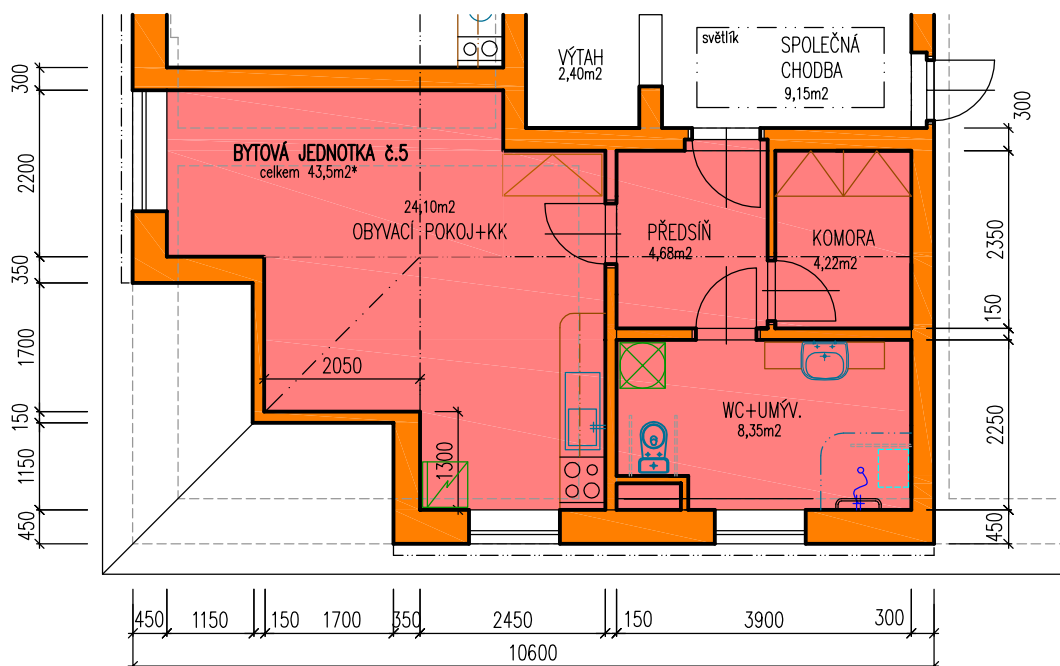 světlík
SPOLEČNÁ
CHODBA
9,15m2
VÝTAH
2,40m2
BYTOVÁ JEDNOTKA č.5
celkem 43,5m2*
24,10m2
OBYVACÍ POKOJ+KK
PŘEDSÍŇ
4,68m2
KOMORA
4,22m2
WC+UMÝV.
8,35m2
2050
1300
300
2200
350
1700
150
1150
450
300
2350
150
2250
450
450
1150
150
1700
350
2450
150
3900
300
10600